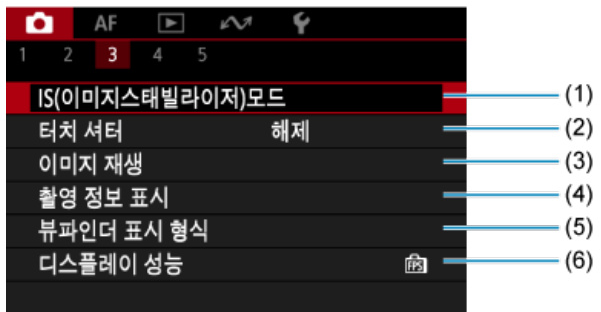 AF
1 2 3 4 5
IS(이미지스태빌라이저)모드 (1)
터치 셔터 해제 (2)
이미지 재생 (3)
촬영 정보 표시 (4)
뷰파인더 표시 형식 (5)
디스플레이 성능 FPS (6)